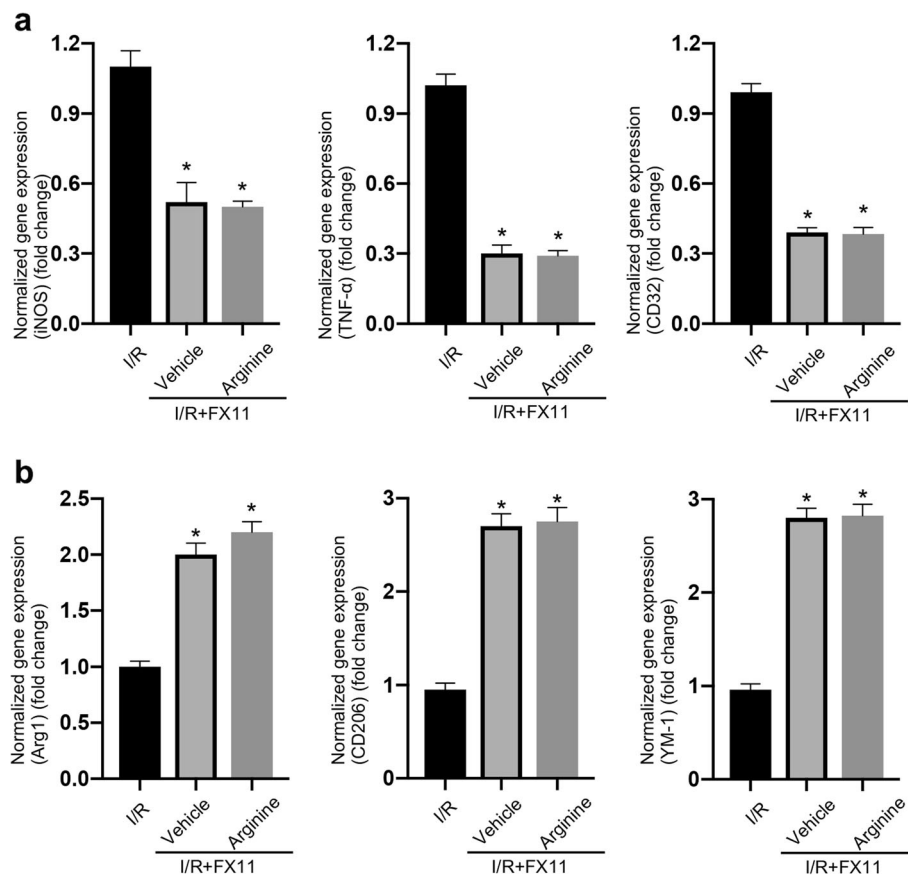 a
Normalized gene expression
(iNOS) (fold change)
1.2
0.9
0.6
0.3
0.0
*
*
I/R
Vehicle
Arginine
I/R+FX11
Normalized gene expression
(TNF-α) (fold change)
1.2
0.9
0.6
0.3
0.0
*
*
I/R
Vehicle
Arginine
I/R+FX11
Normalized gene expression
(CD32) (fold change)
1.2
0.9
0.6
0.3
0.0
*
*
I/R
Vehicle
Arginine
I/R+FX11
b
Normalized gene expression
(Arg1) (fold change)
2.5
2.0
1.5
1.0
0.5
0.0
*
*
I/R
Vehicle
Arginine
I/R+FX11
Normalized gene expression
(CD206) (fold change)
3
2
1
0
*
*
I/R
Vehicle
Arginine
I/R+FX11
Normalized gene expression
(YM-1) (fold change)
3
2
1
0
*
*
I/R
Vehicle
Arginine
I/R+FX11